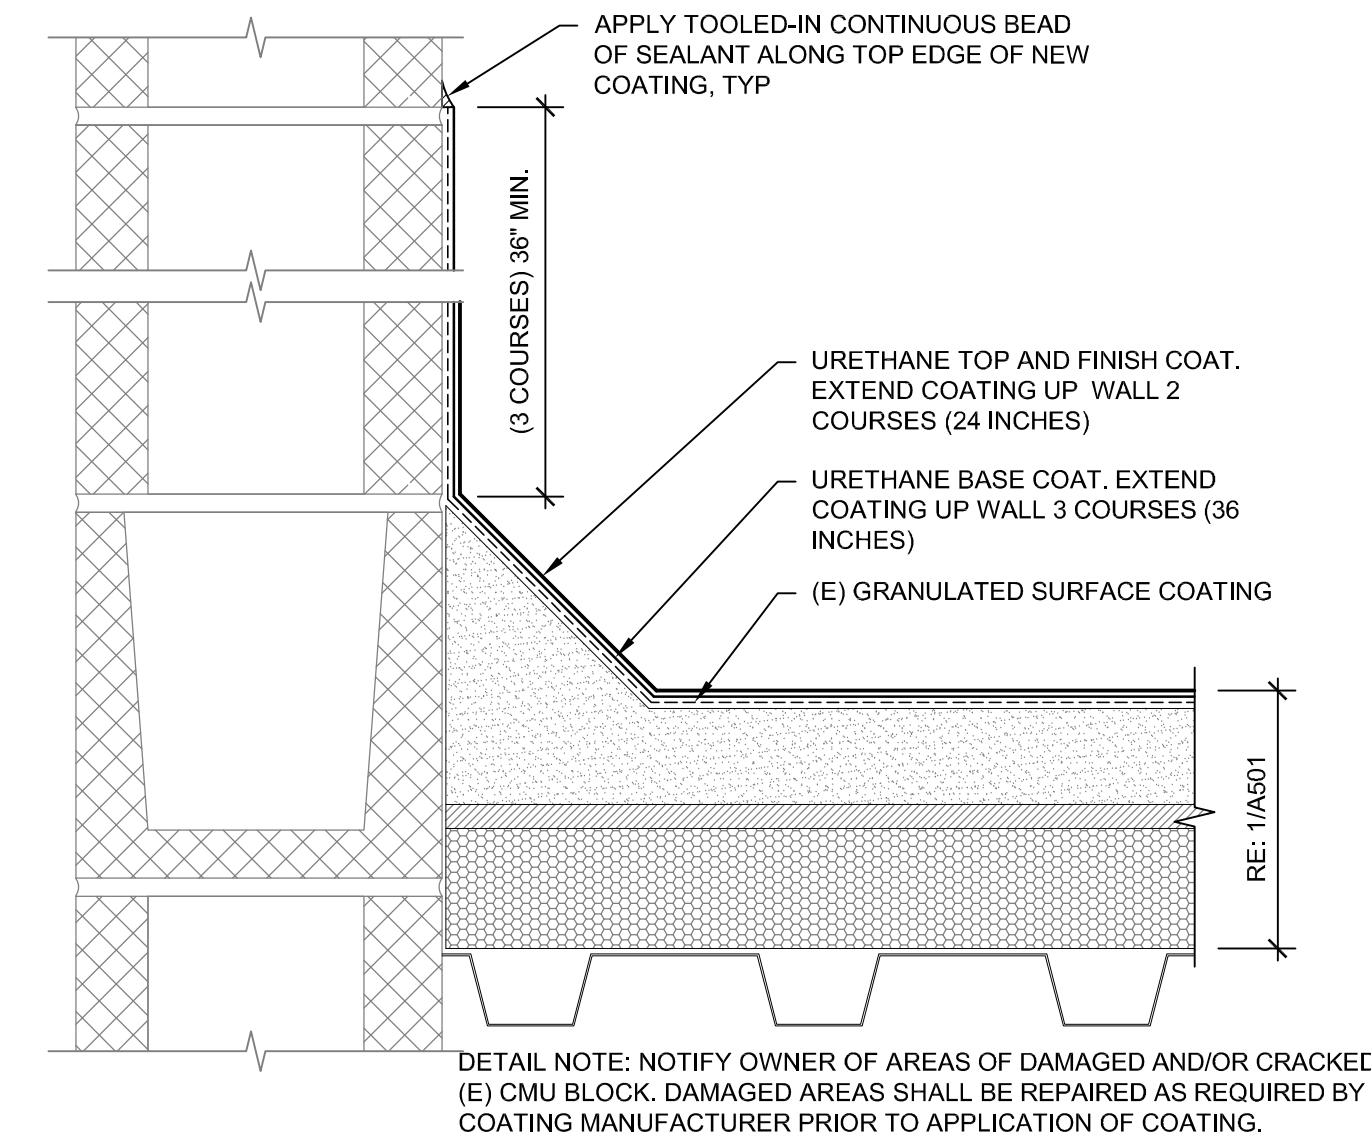 APPLY TOOLED-IN CONTINUOUS BEAD
OF SEALANT ALONG TOP EDGE OF NEW
COATING, TYP
(3 COURSES) 36" MIN.
URETHANE TOP AND FINISH COAT.
EXTEND COATING UP WALL 2
COURSES (24 INCHES)
URETHANE BASE COAT. EXTEND
COATING UP WALL 3 COURSES (36
INCHES)
(E) GRANULATED SURFACE COATING
RE: 1/A501
DETAIL NOTE: NOTIFY OWNER OF AREAS OF DAMAGED AND/OR CRACKED
(E) CMU BLOCK. DAMAGED AREAS SHALL BE REPAIRED AS REQUIRED BY
COATING MANUFACTURER PRIOR TO APPLICATION OF COATING.